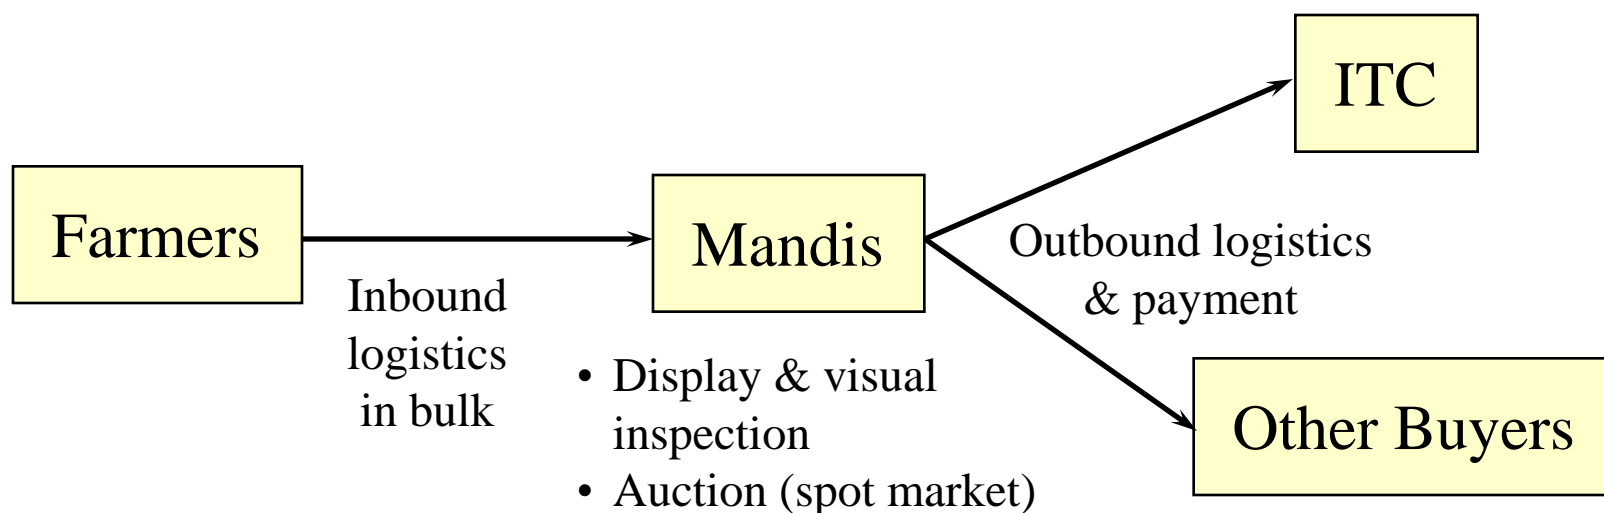 ITC
Farmers
Mandis
Outbound logistics
& payment
Inbound
logistics
in bulk
• Display & visual
inspection
• Auction (spot market)
Other Buyers